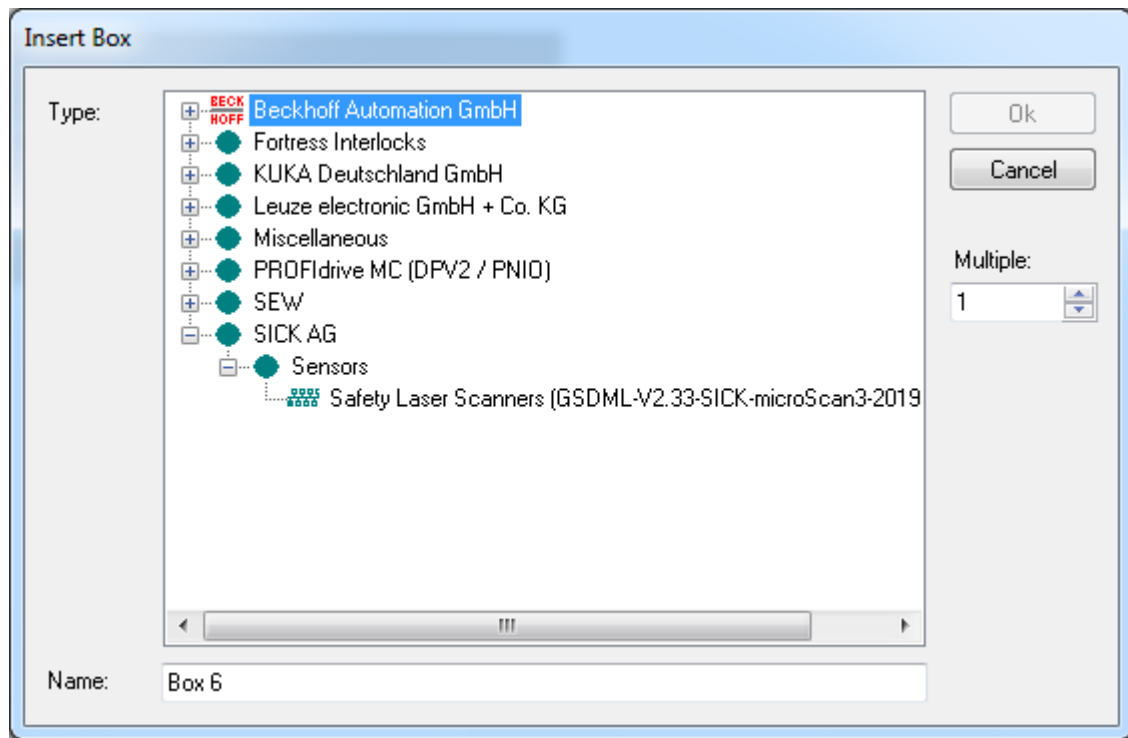 Insert Box
Type:
BECK
HOFF
Beckhoff Automation GmbH
Ok
Fortress Interlocks
KUKA Deutschland GmbH
Cancel
Leuze electronic GmbH + Co. KG
Miscellaneous
PROFIdrive MC (DPV2 / PNIO)
Multiple:
SEW
1
SICK AG
Sensors
Safety Laser Scanners (GSDML-V2.33-SICK-microScan3-2019
Name:
Box 6